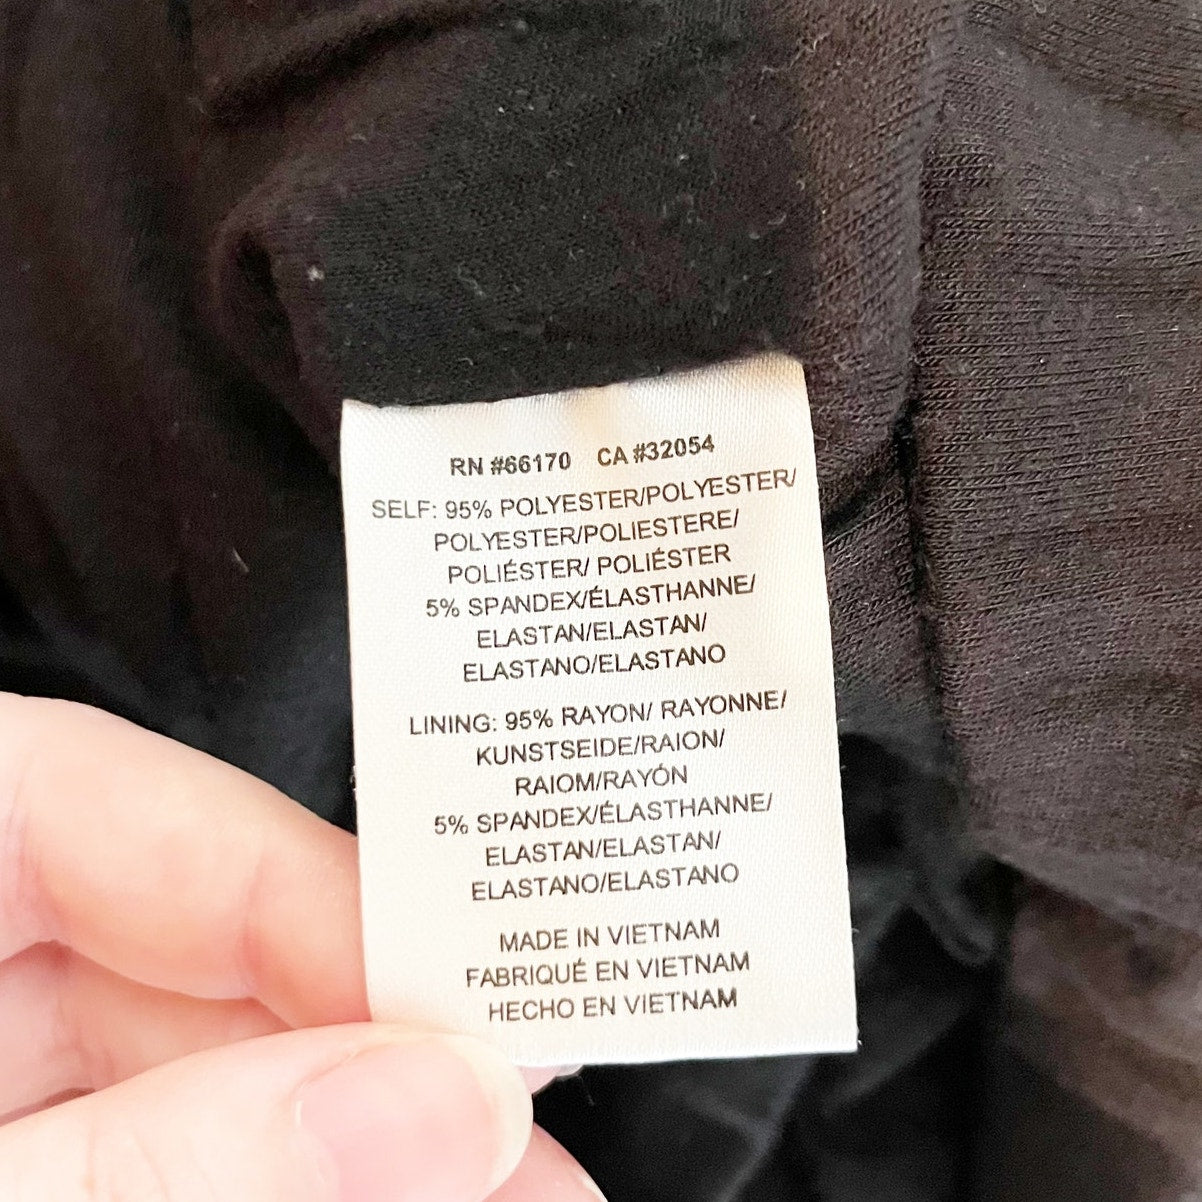 RN #66170 CA #32054
SELF: 95% POLYESTER/POLYESTER/
POLYESTER/POLIESTERE/
POLIÉSTER/ POLIÉSTER
5% SPANDEX/ÉLASTHANNE/
ELASTAN/ELASTAN/
ELASTANO/ELASTANO
LINING: 95% RAYON/ RAYONNE/
KUNSTSEIDE/RAION/
RAIOM/RAYÓN
5% SPANDEX/ÉLASTHANNE/
ELASTAN/ELASTAN/
ELASTANO/ELASTANO
MADE IN VIETNAM
FABRIQUÉ EN VIETNAM
HECHO EN VIETNAM